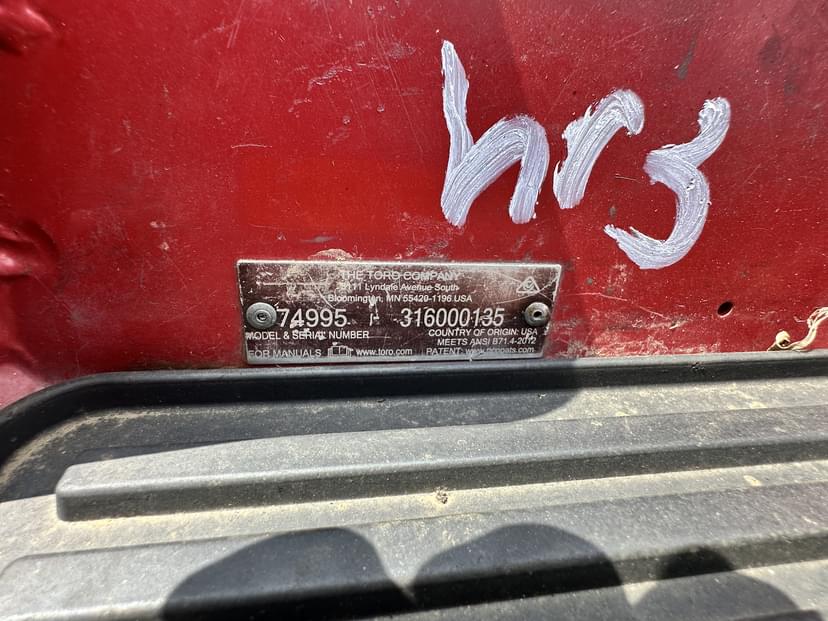 hrs
THE TORO COMPANY
8111 Lyndale Avenue South
Bloomington, MN 55420-1196 USA
74995 - 316000135
MODEL & SERIAL NUMBER
COUNTRY OF ORIGIN: USA
MEETS ANSI B71.4-2012
FOR MANUALS www.toro.com PATENT: www.ttcopats.com